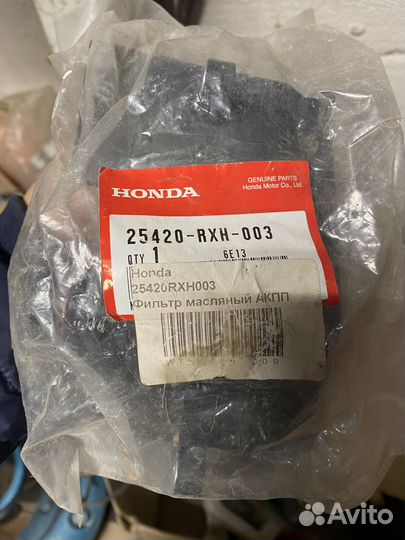 GENUINE PARTS
Honda Motor Co., Ltd.
HONDA
25420-RXH-003
QTY 1 6E13
Honda
25420RXH003
Фильтр масляный АКПП
Avito